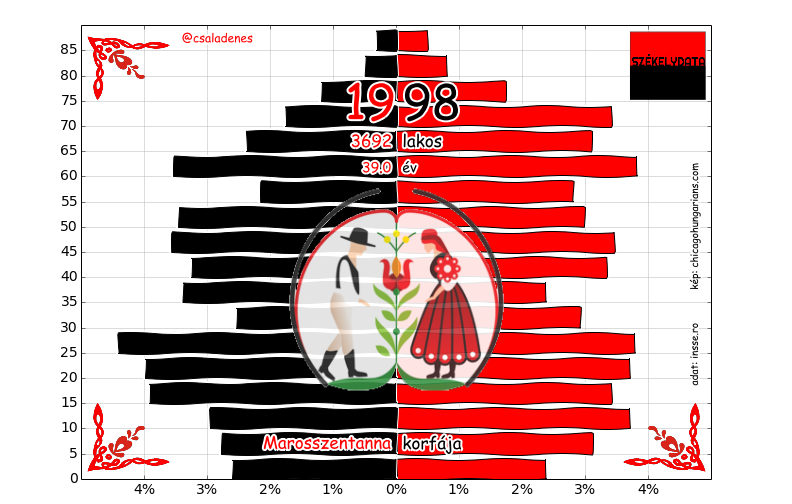 @csaladenes
SZÉKELYDATA
1998
3692 lakos
39.0 év
kép: chicagohungarians.com
adat: insse.ro
Marosszentanna korfája
85
80
75
70
65
60
55
50
45
40
35
30
25
20
15
10
5
0
4% 3% 2% 1% 0% 1% 2% 3% 4%